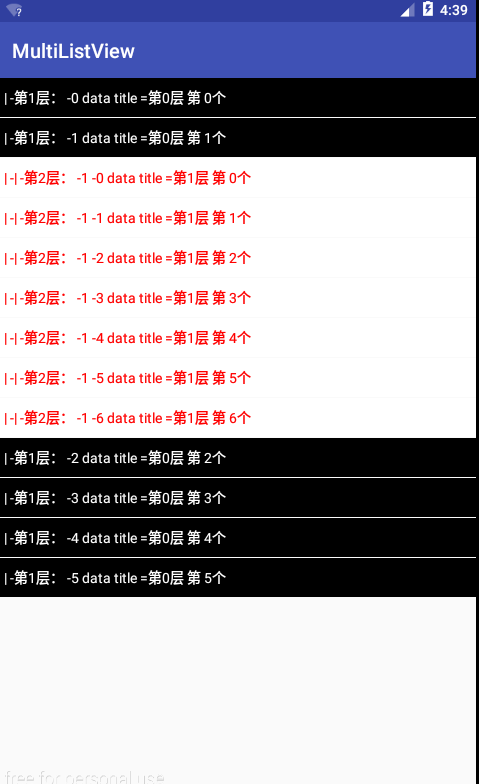 4:39
MultiListView
|-第1层： -0 data title =第0层 第 0个
|-第1层： -1 data title =第0层 第 1个
|-|-第2层： -1 -0 data title =第1层 第 0个
|-|-第2层： -1 -1 data title =第1层 第 1个
|-|-第2层： -1 -2 data title =第1层 第 2个
|-|-第2层： -1 -3 data title =第1层 第 3个
|-|-第2层： -1 -4 data title =第1层 第 4个
|-|-第2层： -1 -5 data title =第1层 第 5个
|-|-第2层： -1 -6 data title =第1层 第 6个
|-第1层： -2 data title =第0层 第 2个
|-第1层： -3 data title =第0层 第 3个
|-第1层： -4 data title =第0层 第 4个
|-第1层： -5 data title =第0层 第 5个
free for personal use